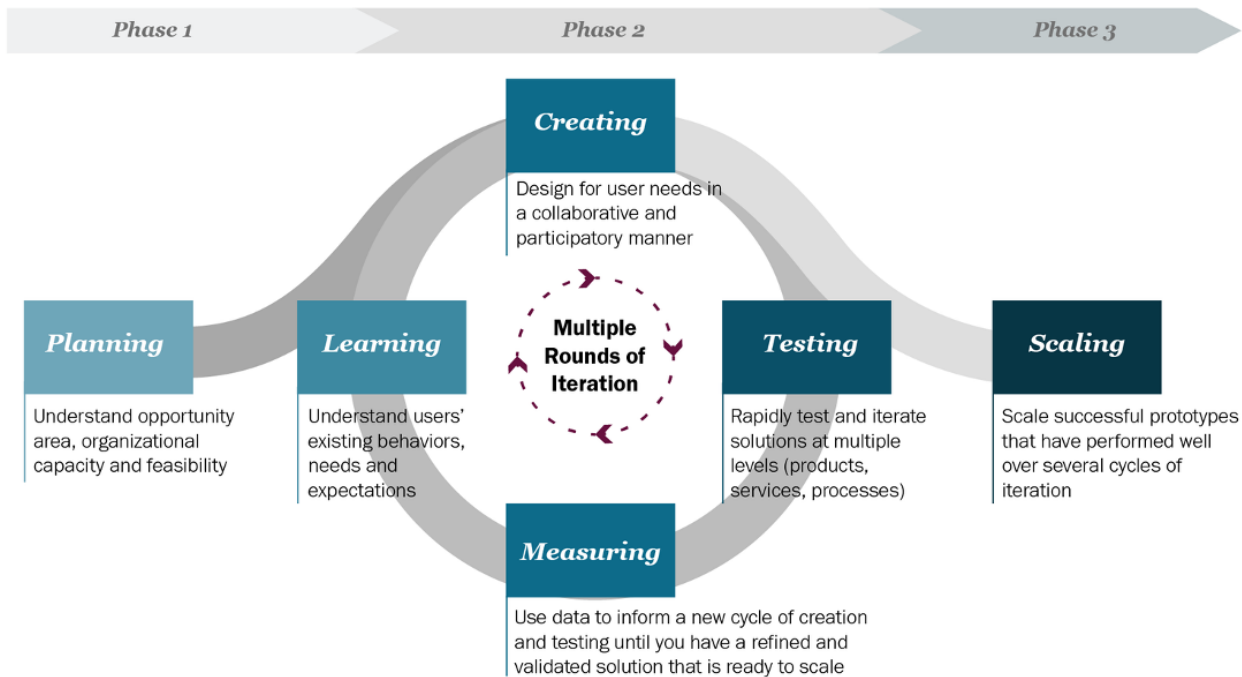 Phase 1
Phase 2
Phase 3
Creating
Design for user needs in
a collaborative and
participatory manner
Planning
Understand opportunity
area, organizational
capacity and feasibility
Learning
Understand users’
existing behaviors,
needs and
expectations
Multiple
Rounds of
Iteration
Testing
Rapidly test and iterate
solutions at multiple
levels (products,
services, processes)
Scaling
Scale successful prototypes
that have performed well
over several cycles of
iteration
Measuring
Use data to inform a new cycle of creation
and testing until you have a refined and
validated solution that is ready to scale